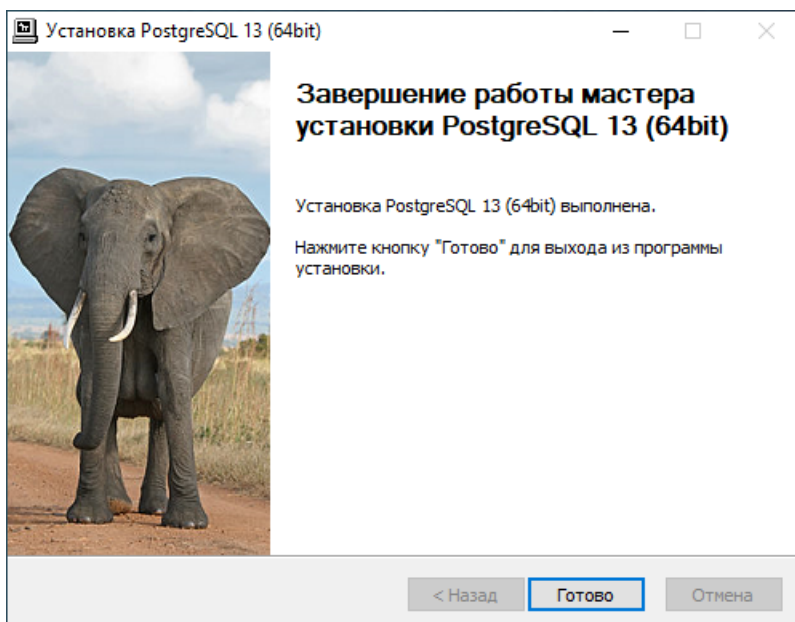 Установка PostgreSQL 13 (64bit)
Завершение работы мастера
установки PostgreSQL 13 (64bit)
Установка PostgreSQL 13 (64bit) выполнена.
Нажмите кнопку "Готово" для выхода из программы
установки.
< Назад
Готово
Отмена